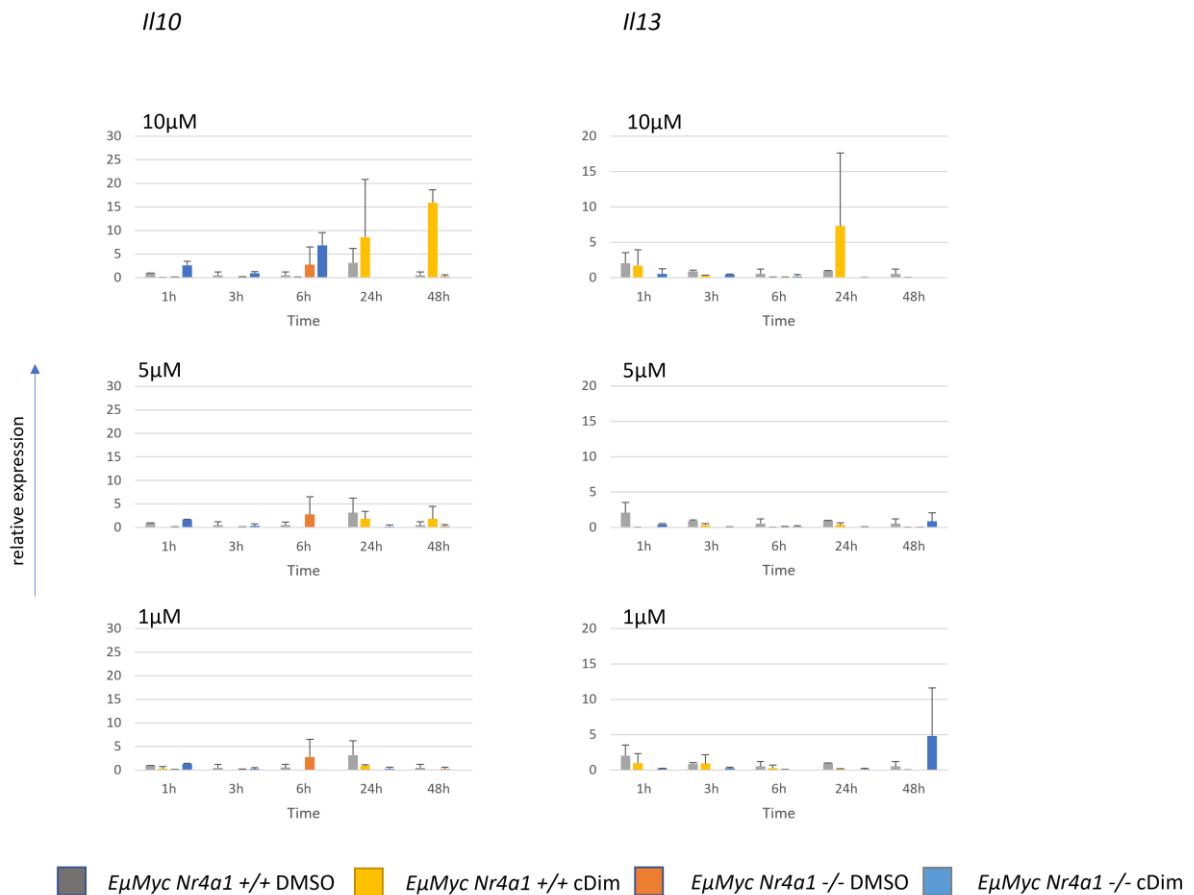 Il10
Il13
10µM
30
25
20
15
10
5
0
1h 3h 6h 24h 48h
Time
10µM
20
15
10
5
0
1h 3h 6h 24h 48h
Time
relative expression
5µM
30
25
20
15
10
5
0
1h 3h 6h 24h 48h
Time
5µM
20
15
10
5
0
1h 3h 6h 24h 48h
Time
1µM
30
25
20
15
10
5
0
1h 3h 6h 24h 48h
Time
1µM
20
15
10
5
0
1h 3h 6h 24h 48h
Time
EµMyc Nr4a1 +/+ DMSO EµMyc Nr4a1 +/+ cDim EµMyc Nr4a1 -/- DMSO EµMyc Nr4a1 -/- cDim